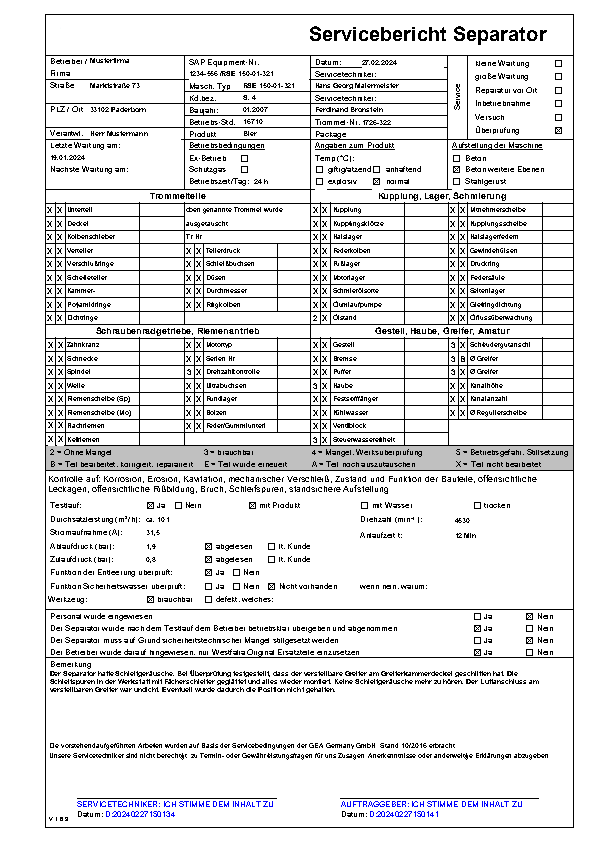 Servicebericht Separator
Betreiber / Musterfirma
Firma
Straße Marktstraße 73
PLZ / Ort 33102 Paderborn
Verantwl. Herr Mustermann
SAP Equipment-Nr.
1234-556 /RSE 150-01-321
Masch. Typ RSE 150-01-321
Kd.bez. S. 4
Baujahr: 01.2007
Betriebs-Std. 16710
Produkt Bier
Datum: 27.02.2024
Servicetechniker:
Hans Georg Malermeister
Servicetechniker:
Ferdinand Bronstein
Trommel-Nr. 1726-322
Package
Service
kleine Wartung
große Wartung
Reparatur vor Ort
Inbetriebnahme
Versuch
Überprüfung
Letzte Wartung am:
19.01.2024
Nächste Wartung am:
Betriebsbedingungen
Ex-Betrieb
Schutzgas
Betriebszeit/Tag: 24 h
Angaben zum Produkt
Temp(°C):
giftig/ätzend anhaftend
explosiv normal
Aufstellung der Maschine
Beton
Beton weitere Ebenen
Stahlgerüst
Trommelteile Kupplung, Lager, Schmierung
X X Unterteil oben genannte Trommel wurde X X Kupplung X X Mitnehmerscheibe
X X Deckel ausgetauscht X X Kupplungsklötze X X Kupplungsscheibe
X X Kolbenschieber Tr Nr X X Halslager X X Halslagerfedern
X X Verteiler X X Tellerdruck X X Federkolben X X Gewindehülsen
X X Verschlußringe X X Schließbuchsen X X Fußlager X X Druckring
X X Scheideteller X X Düsen X X Motorlager X X Federsäule
X X Kammer- X X Durchmesser X X Schmierölsorte X X Seitenlager
X X Polyamidringe X X Ringkolben X X Ölumlaufpumpe X X Gleitringdichtung
X X Dichtringe 2 X Ölstand X X Ölflussüberwachung
Schraubenradgetriebe, Riemenantrieb Gestell, Haube, Greifer, Amatur
X X Zahnkranz X X Motortyp X X Gestell 3 X Scheidergutanschl
X X Schnecke X X Serien Nr X X Bremse 3 B Ø Greifer
X X Spindel 3 X Drehzahlkontrolle X X Puffer 3 X Ø Greifer
X X Welle X X Ultrabuchsen 3 X Haube X X Kanalhöhe
X X Riemenscheibe (Sp) X X Rundlager X X Feststoffänger X X Kanalanzahl
X X Riemenscheibe (Mo) X X Bolzen X X Kühlwasser X X Ø Regulierscheibe
X X Flachriemen X X Feder/Gummiunterl X X Ventilblock
X X Keilriemen 3 X Steuerwassereinheit
2 = Ohne Mangel 3 = brauchbar 4 = Mangel, Werksüberprüfung S = Betriebsgefahr, Stillsetzung
B = Teil bearbeitet, korrigiert, reparariert E = Teil wurde erneuert A = Teil noch auszutauschen X = Teil nicht bearbeitet
Kontrolle auf: Korrosion, Erosion, Kavitation, mechanischer Verschleiß, Zustand und Funktion der Bauteile, offensichtliche
Leckagen, offensichtliche Rißbildung, Bruch, Schleifspuren, standsichere Aufstellung
Testlauf: Ja Nein mit Produkt mit Wasser trocken
Durchsatzleistung (m³/h): ca. 10 t Drehzahl (min⁻¹): 4630
Stromaufnahme (A): 31,5 Anlaufzeit t: 12 Min
Ablaufdruck (bar): 1,9 abgelesen lt. Kunde
Zulaufdruck (bar): 0,8 abgelesen lt. Kunde
Funktion der Entleerung überprüft: Ja Nein
Funktion Sicherheitswasser überprüft: Ja Nein Nicht vorhanden wenn nein, warum:
Werkzeug: brauchbar defekt, welches:
Personal wurde eingewiesen Ja Nein
Der Separator wurde nach dem Testlauf dem Betreiber betriebsklar übergeben und abgenommen Ja Nein
Der Separator muss auf Grund sicherheitstechnischer Mängel stillgesetzt werden Ja Nein
Der Betreiber wurde darauf hingewiesen, nur Westfalia Original Ersatzteile einzusetzen Ja Nein
Bemerkung
Der Separator hatte Schleifgeräusche. Bei Überprüfung festgestellt, dass der verstellbare Greifer am Greiferkammerdeckel geschliffen hat. Die
Schleifspuren in der Werkstatt mit Fächerschleifer geglättet und alles wieder montiert. Keine Schleifgeräusche mehr zu hören. Der Luftanschluss am
verstellbaren Greifer war undicht. Eventuell wurde dadurch die Position nicht gehalten.
Die vorstehend aufgeführten Arbeiten wurden auf Basis der Servicebedingungen der GEA Germany GmbH Stand 10/2016 erbracht
Unsere Servicetechniker sind nicht berechtigt zu Termin- oder Gewährleistungsfragen für uns Zusagen Anerkenntnisse oder anderweitige Erklärungen abzugeben
SERVICETECHNIKER: ICH STIMME DEM INHALT ZU AUFTRAGGEBER: ICH STIMME DEM INHALT ZU
Datum: D:20240227150134 Datum: D:20240227150141
V 1.6.9